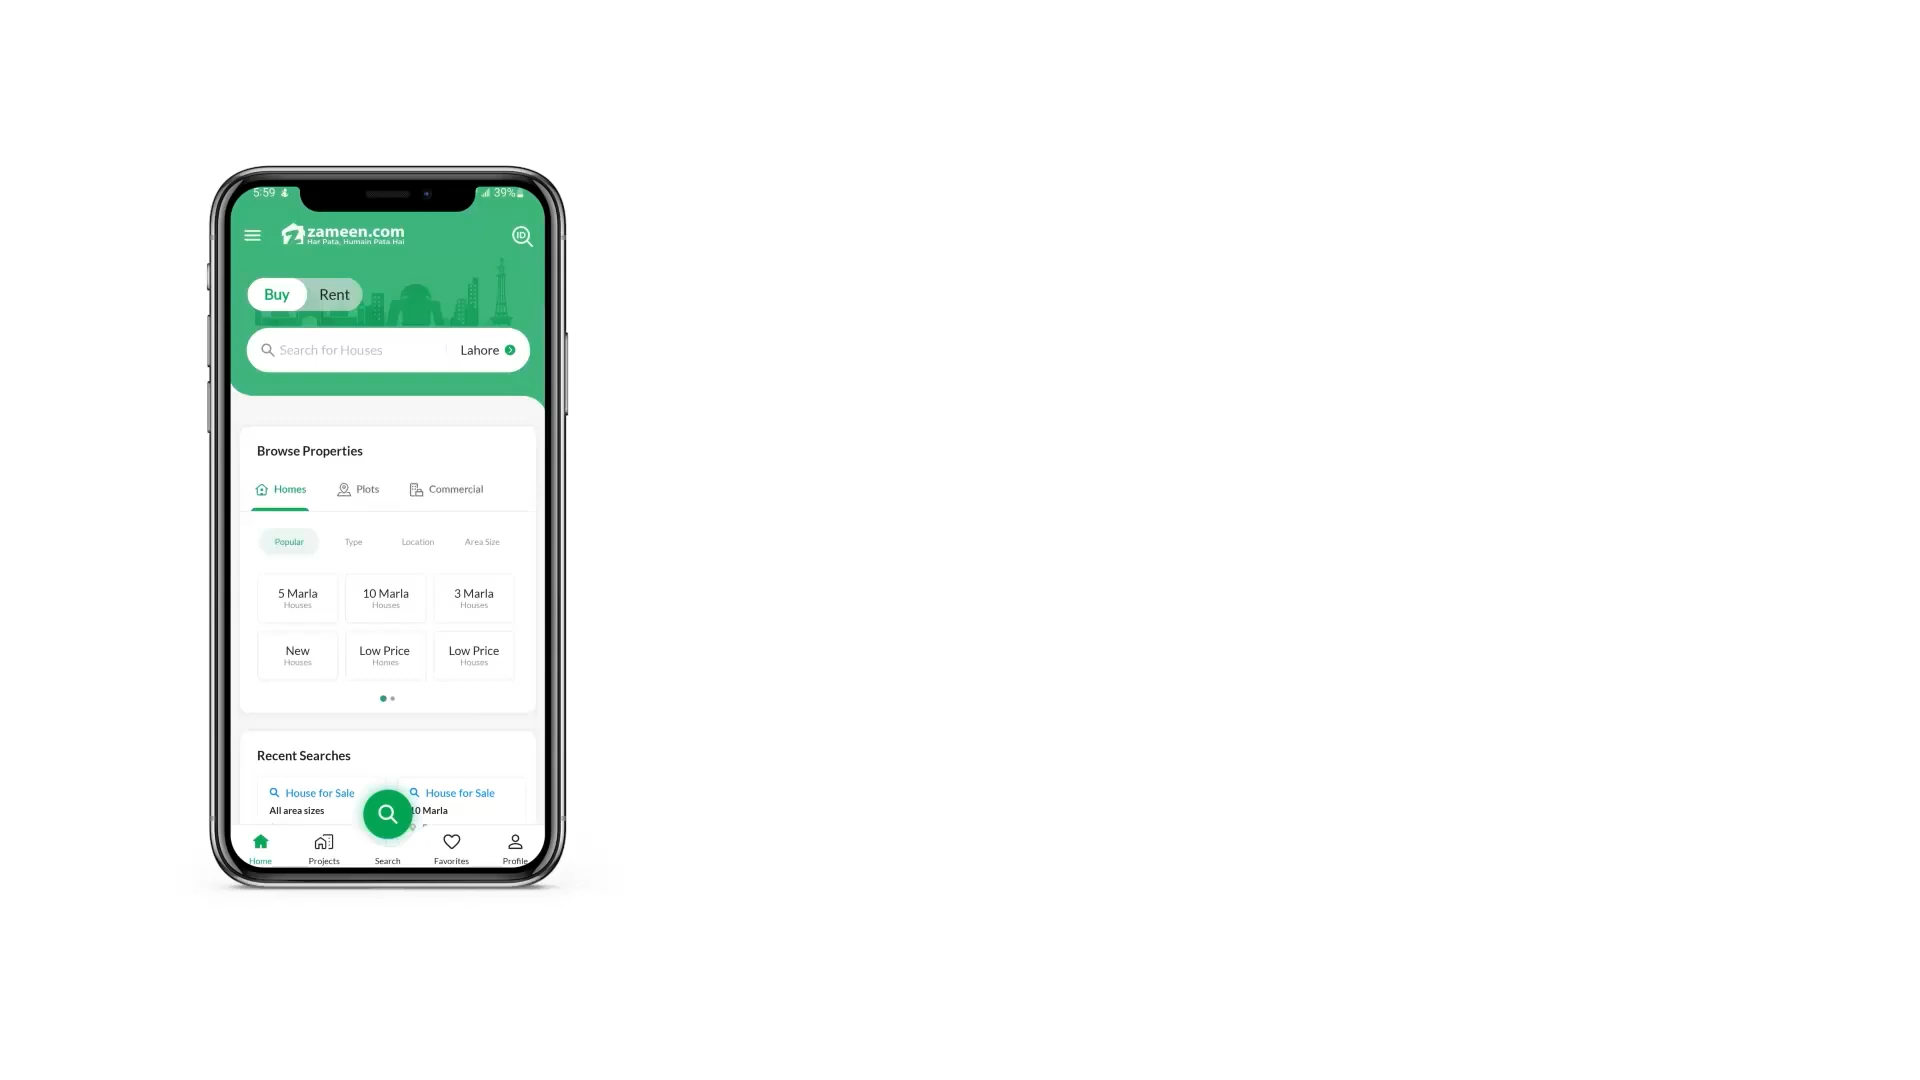 5:59
39%
zameen.com
Har Pata, Humain Pata Hai
ID
Buy
Rent
Search for Houses
Lahore
Browse Properties
Homes
Plots
Commercial
Popular
Type
Location
Area Size
5 Marla
Houses
10 Marla
Houses
3 Marla
Houses
New
Houses
Low Price
Homes
Low Price
Houses
Recent Searches
House for Sale
All area sizes
House for Sale
10 Marla
Home
Projects
Search
Favorites
Profile